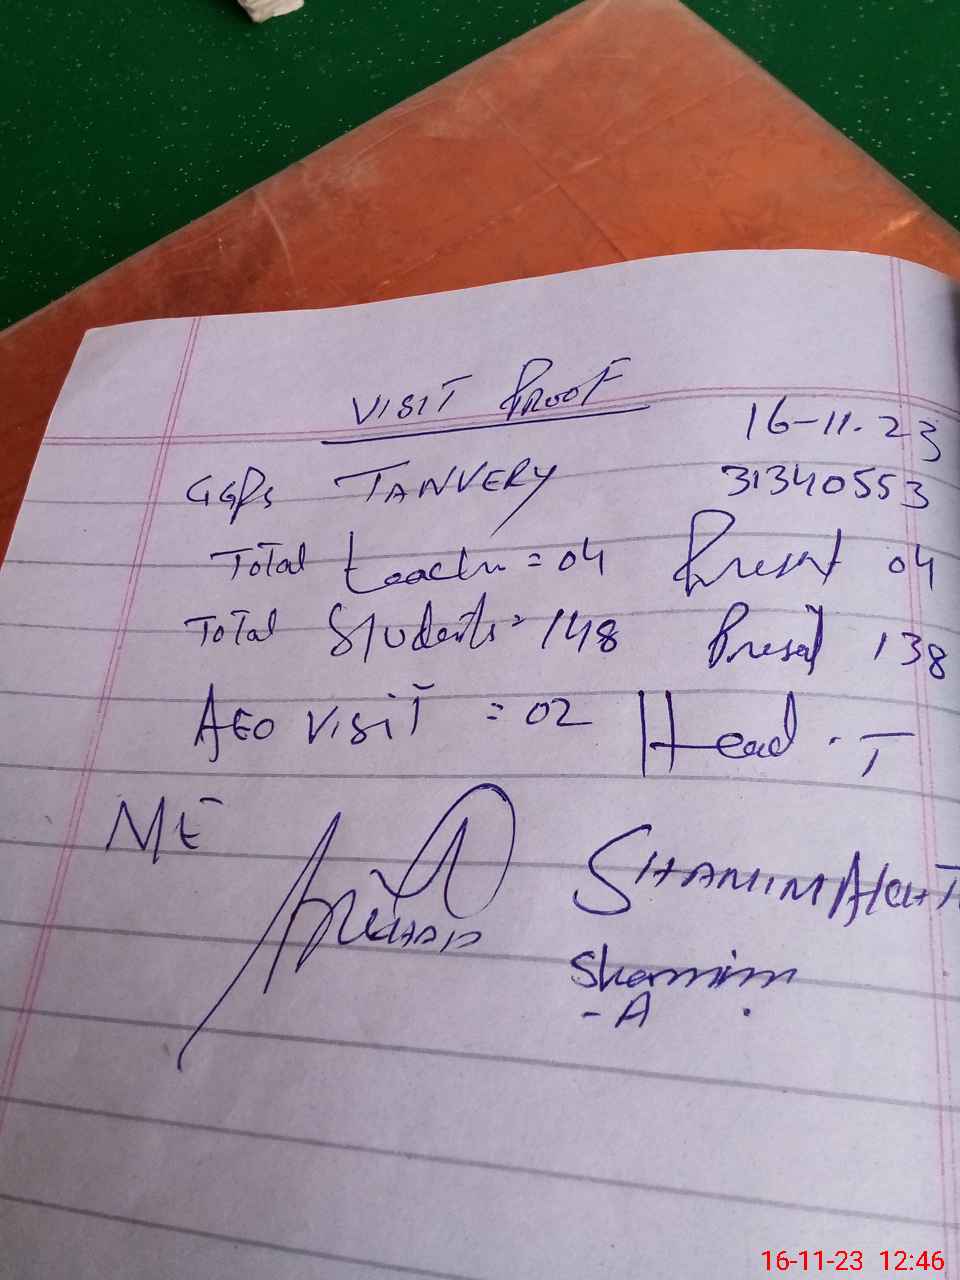 VISIT PROOF
16-11.23
GGPS TANVERY 31340553
Total teacher = 04 Present 04
Total Students = 148 Present 138
AEO VISIT = 02 Head . T
ME
SHAMIM AKHT
Shamim
- A .
16-11-23 12:46